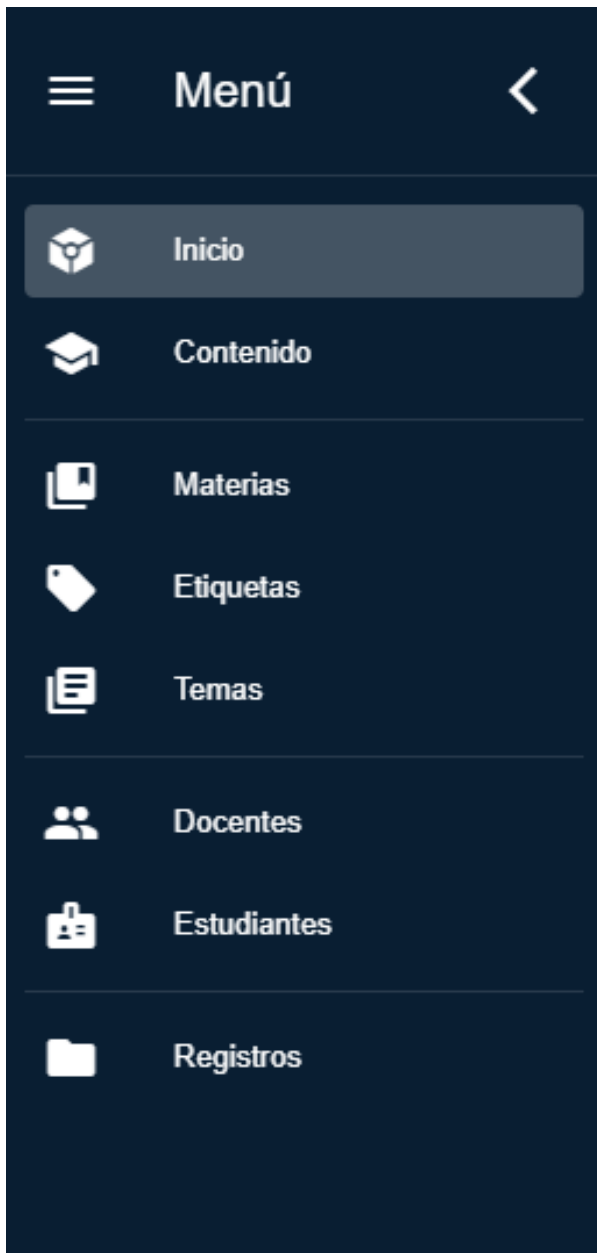 Menú
Inicio
Contenido
Materias
Etiquetas
Temas
Docentes
Estudiantes
Registros